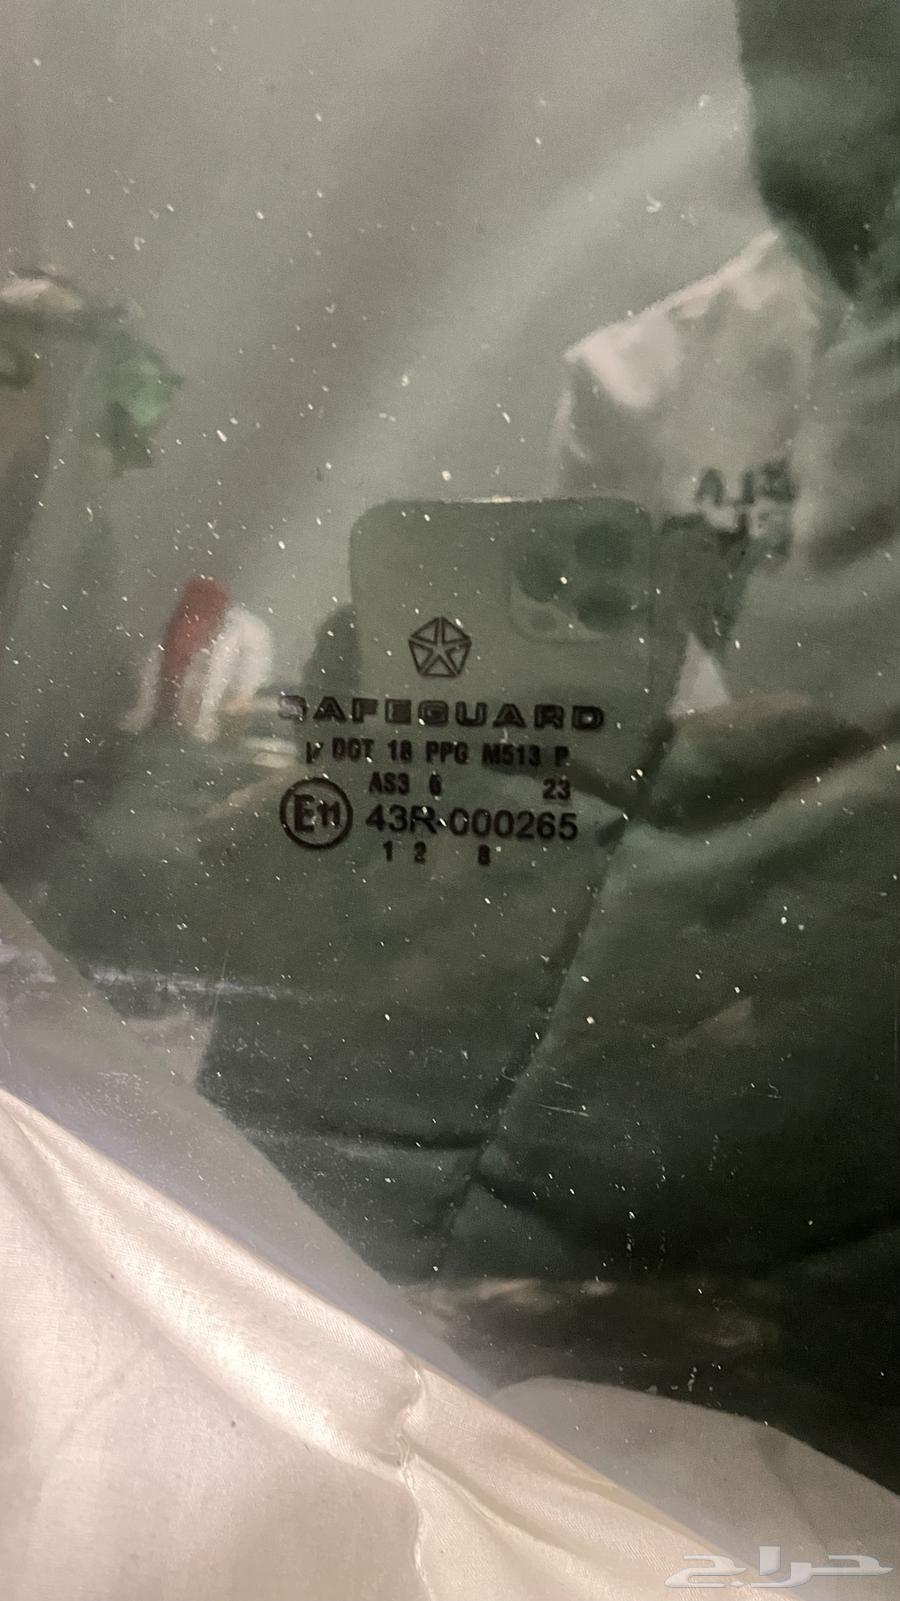 SAFEGUARD
DOT 18 PPG M513 P
AS3 6 23
E11 43R-000265
1 2 8
حراج